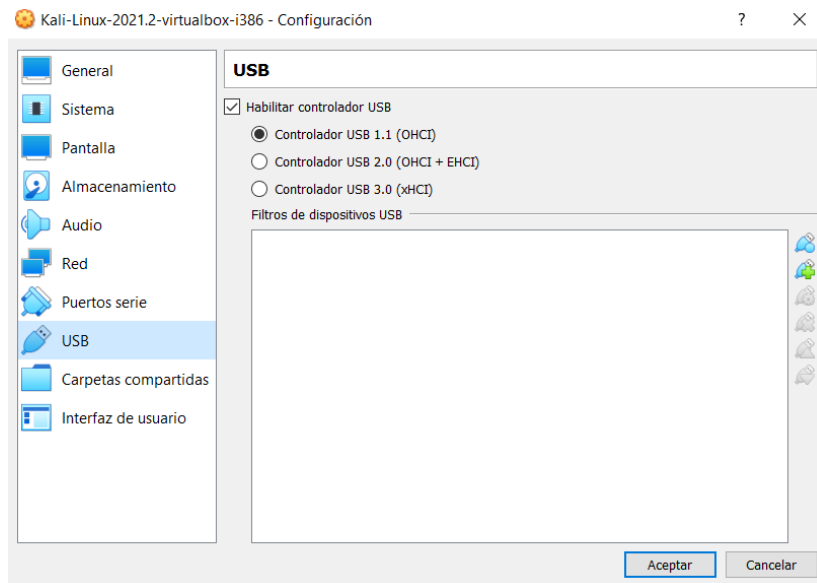 Kali-Linux-2021.2-virtualbox-i386 - Configuración
?
General
Sistema
Pantalla
Almacenamiento
Audio
Red
Puertos serie
USB
Carpetas compartidas
Interfaz de usuario
USB
Habilitar controlador USB
Controlador USB 1.1 (OHCI)
Controlador USB 2.0 (OHCI + EHCI)
Controlador USB 3.0 (xHCI)
Filtros de dispositivos USB
Aceptar
Cancelar